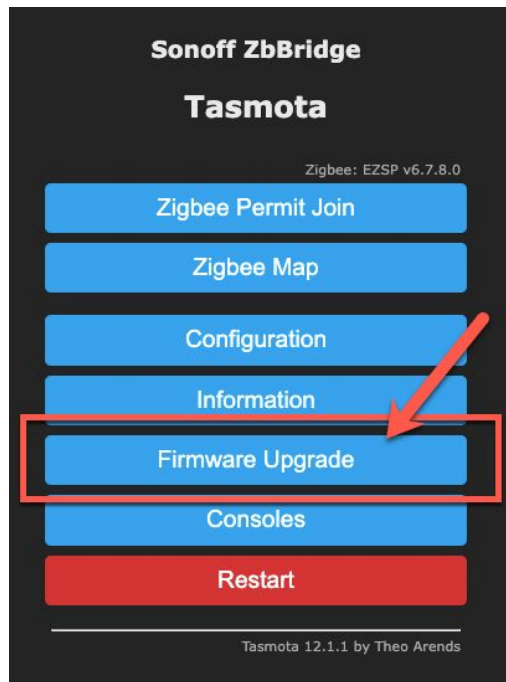 Sonoff ZbBridge
Tasmota
Zigbee: EZSP v6.7.8.0
Zigbee Permit Join
Zigbee Map
Configuration
Information
Firmware Upgrade
Consoles
Restart
Tasmota 12.1.1 by Theo Arends